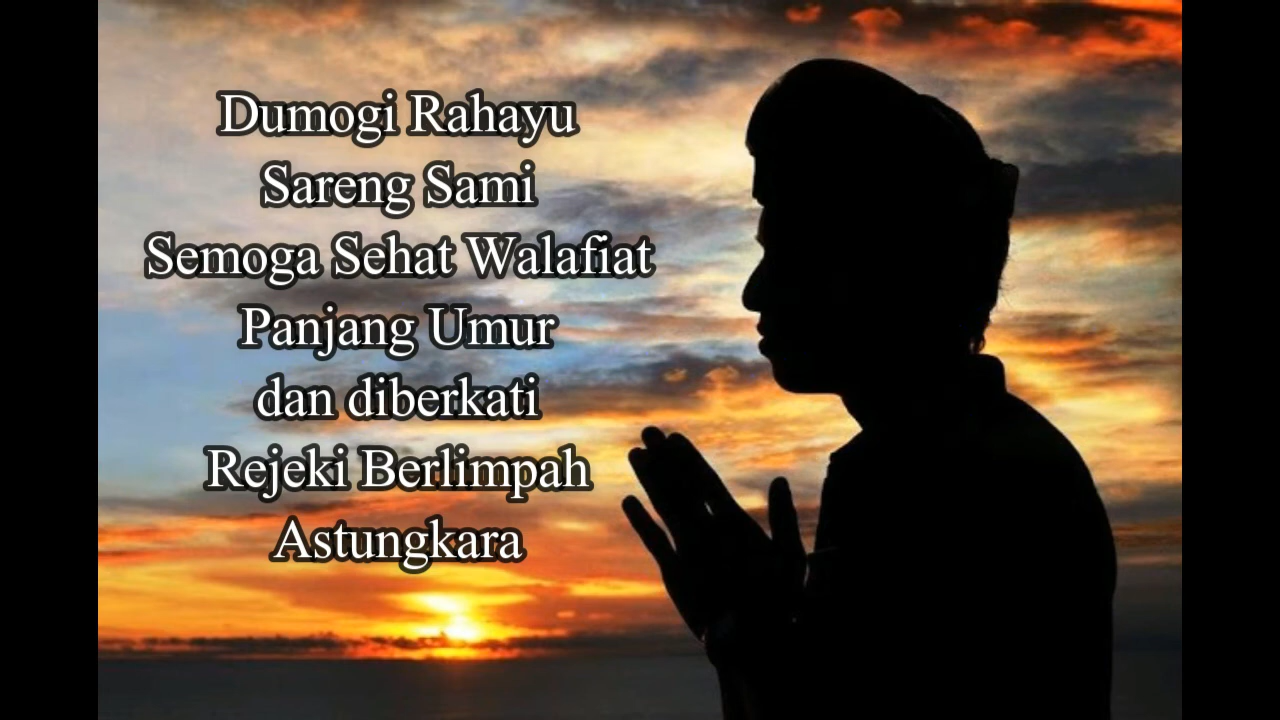 Dumogi Rahayu
Sareng Sami
Semoga Sehat Walafiat
Panjang Umur
dan diberkati
Rejeki Berlimpah
Astungkara